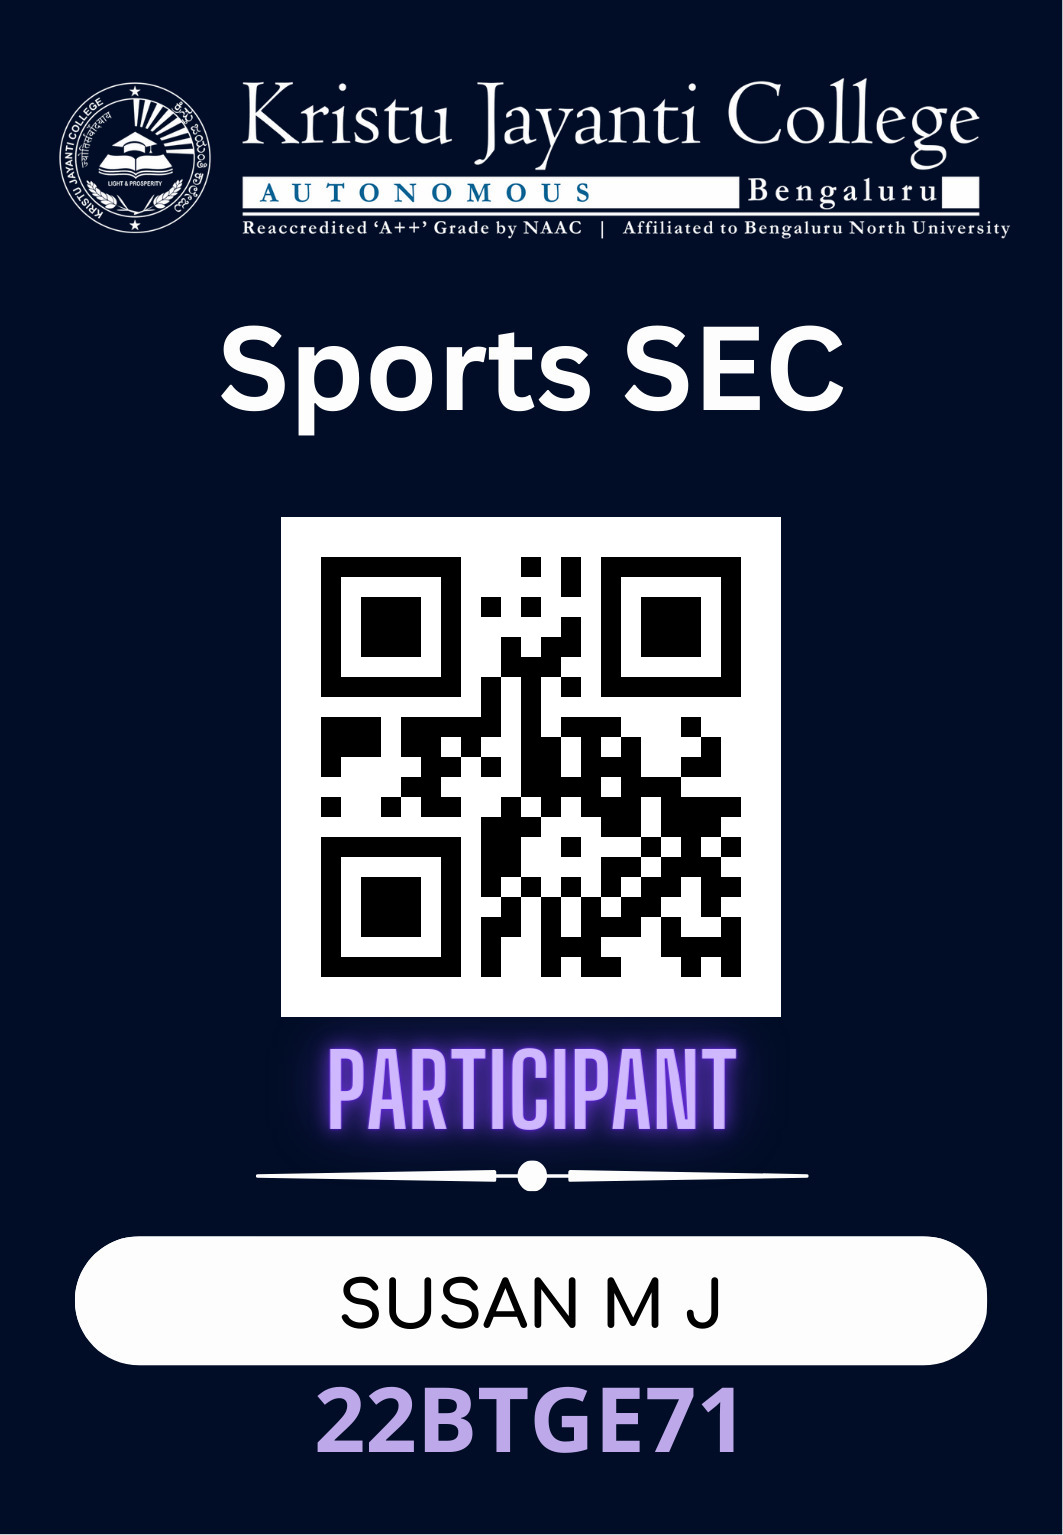 KRISTU JAYANTI COLLEGE
ಕ್ರಿಸ್ತು ಜಯಂತಿ ಕಾಲೇಜು
LIGHT & PROSPERITY
Kristu Jayanti College
AUTONOMOUS Bengaluru
Reaccredited ‘A++’ Grade by NAAC | Affiliated to Bengaluru North University
Sports SEC
PARTICIPANT
SUSAN M J
22BTGE71